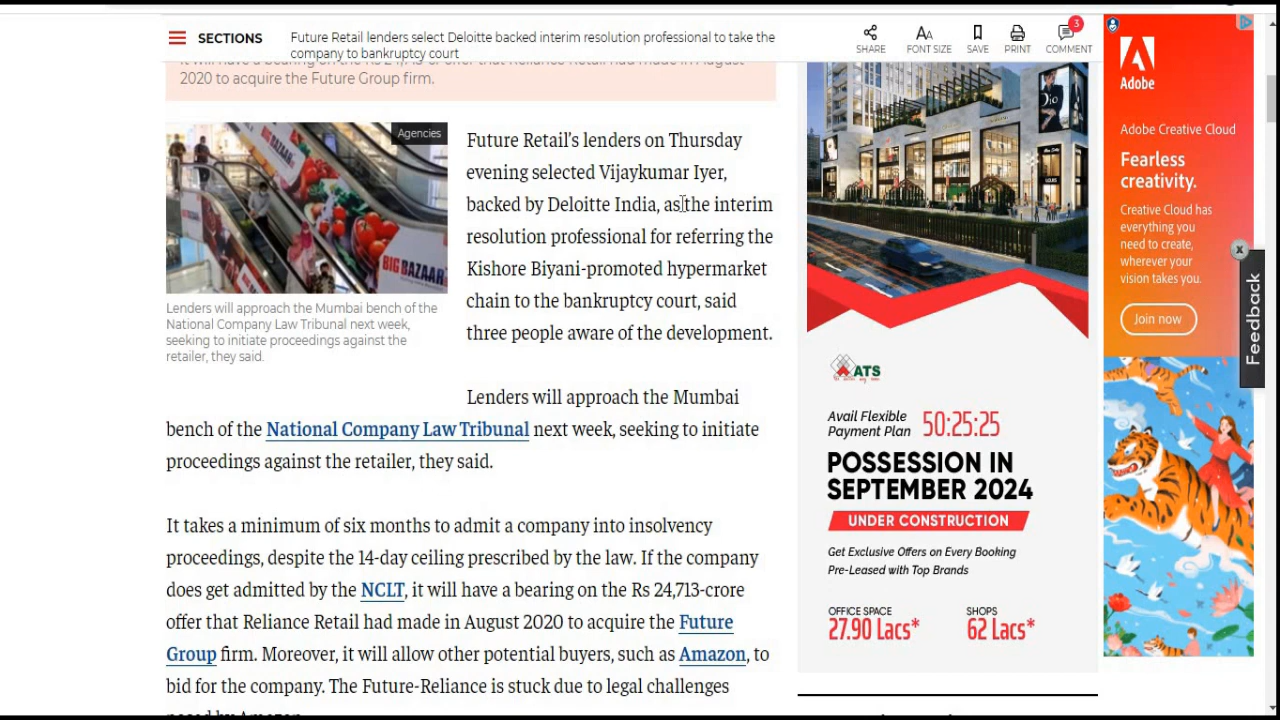 SECTIONS
Future Retail lenders select Deloitte backed interim resolution professional to take the
company to bankruptcy court
SHARE
AA
FONT SIZE
SAVE
PRINT
3
COMMENT
2020 to acquire the Future Group firm.
Agencies
BIG BAZAAR
BIG BAZAAR
Lenders will approach the Mumbai bench of the
National Company Law Tribunal next week,
seeking to initiate proceedings against the
retailer, they said.
Future Retail's lenders on Thursday
evening selected Vijaykumar Iyer,
backed by Deloitte India, as the interim
resolution professional for referring the
Kishore Biyani-promoted hypermarket
chain to the bankruptcy court, said
three people aware of the development.
Lenders will approach the Mumbai
bench of the National Company Law Tribunal next week, seeking to initiate
proceedings against the retailer, they said.
It takes a minimum of six months to admit a company into insolvency
proceedings, despite the 14-day ceiling prescribed by the law. If the company
does get admitted by the NCLT, it will have a bearing on the Rs 24,713-crore
offer that Reliance Retail had made in August 2020 to acquire the Future
Group firm. Moreover, it will allow other potential buyers, such as Amazon, to
bid for the company. The Future-Reliance is stuck due to legal challenges
posed by Amazon.
Dio
ATS
Avail Flexible
Payment Plan
50:25:25
POSSESSION IN
SEPTEMBER 2024
UNDER CONSTRUCTION
Get Exclusive Offers on Every Booking
Pre-Leased with Top Brands
OFFICE SPACE
27.90 Lacs*
SHOPS
62 Lacs*
Adobe
Adobe Creative Cloud
Fearless
creativity.
Creative Cloud has
everything you
need to create,
wherever your
vision takes you.
Join now
Feedback